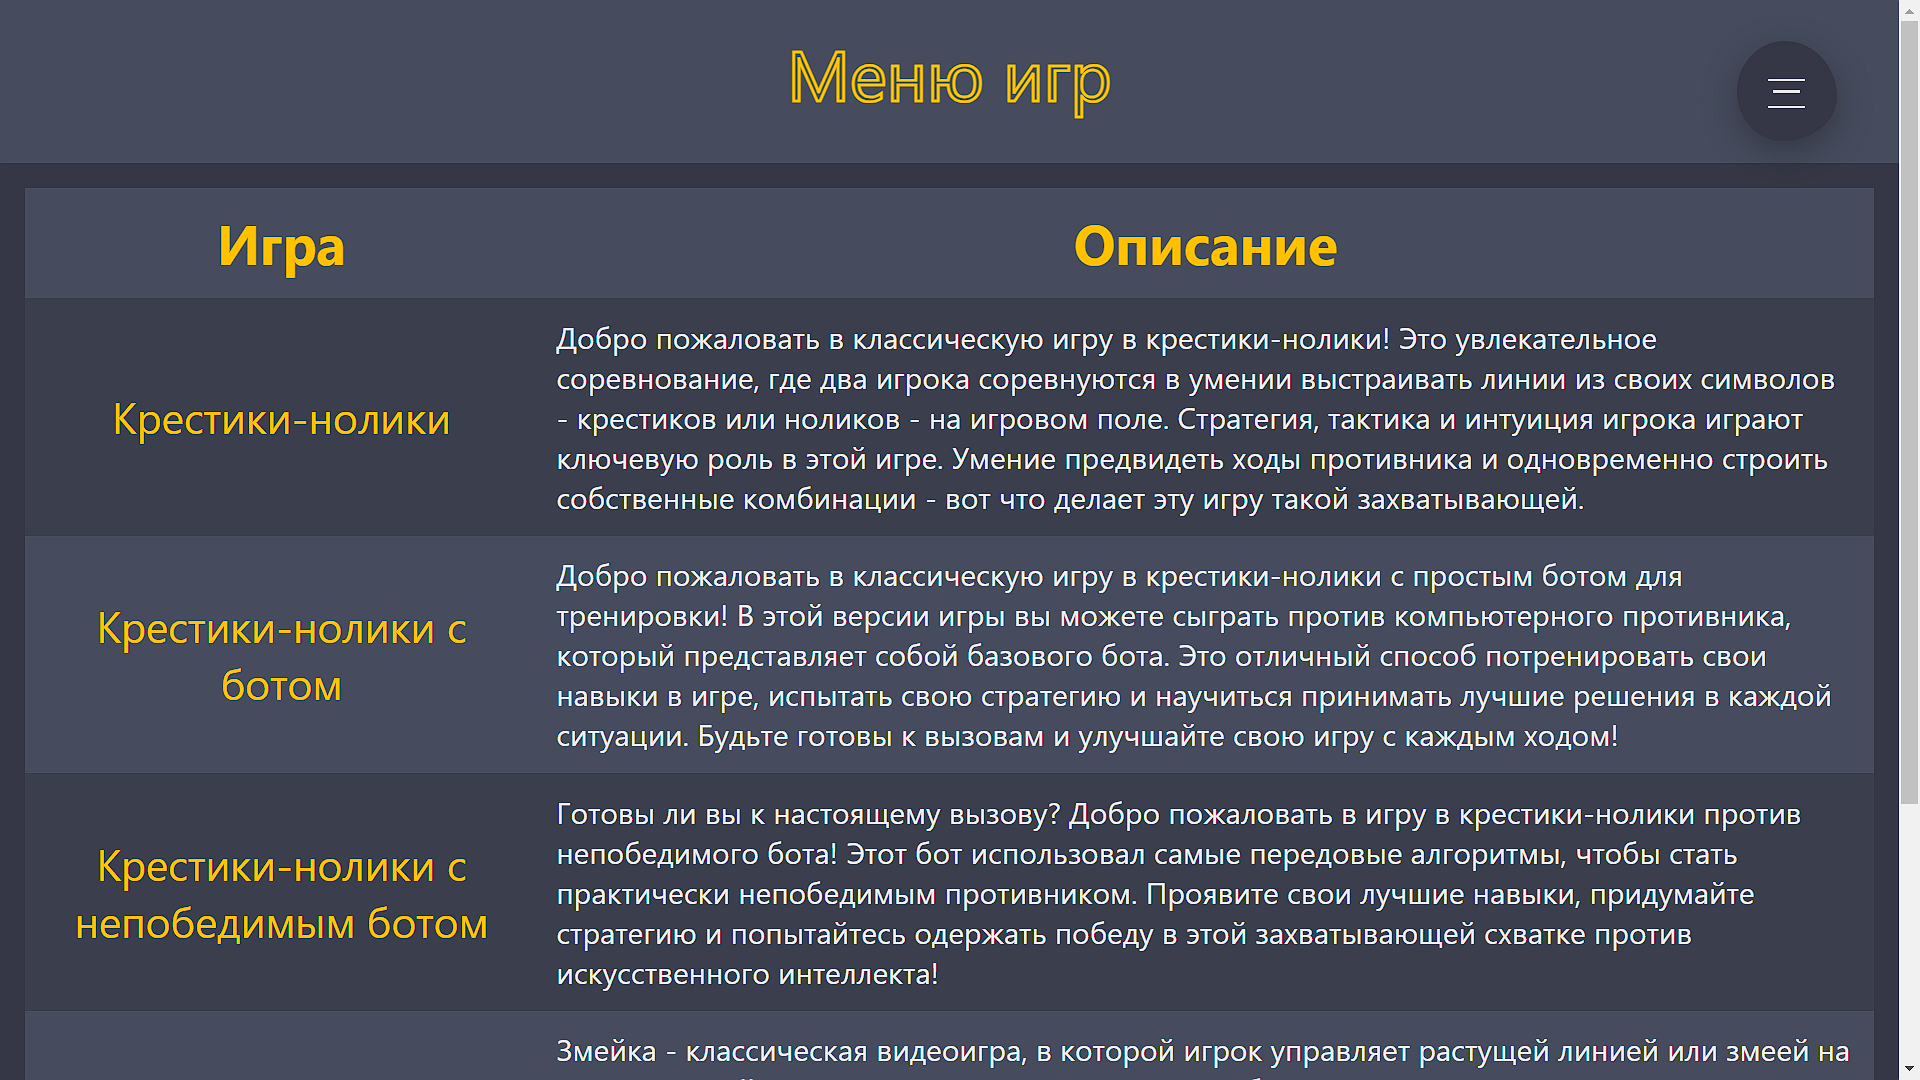 Меню игр
Игра
Описание
Крестики-нолики
Добро пожаловать в классическую игру в крестики-нолики! Это увлекательное
соревнование, где два игрока соревнуются в умении выстраивать линии из своих символов
- крестиков или ноликов - на игровом поле. Стратегия, тактика и интуиция игрока играют
ключевую роль в этой игре. Умение предвидеть ходы противника и одновременно строить
собственные комбинации - вот что делает эту игру такой захватывающей.
Крестики-нолики с
ботом
Добро пожаловать в классическую игру в крестики-нолики с простым ботом для
тренировки! В этой версии игры вы можете сыграть против компьютерного противника,
который представляет собой базового бота. Это отличный способ потренировать свои
навыки в игре, испытать свою стратегию и научиться принимать лучшие решения в каждой
ситуации. Будьте готовы к вызовам и улучшайте свою игру с каждым ходом!
Крестики-нолики с
непобедимым ботом
Готовы ли вы к настоящему вызову? Добро пожаловать в игру в крестики-нолики против
непобедимого бота! Этот бот использовал самые передовые алгоритмы, чтобы стать
практически непобедимым противником. Проявите свои лучшие навыки, придумайте
стратегию и попытайтесь одержать победу в этой захватывающей схватке против
искусственного интеллекта!
Змейка - классическая видеоигра, в которой игрок управляет растущей линией или змеей на